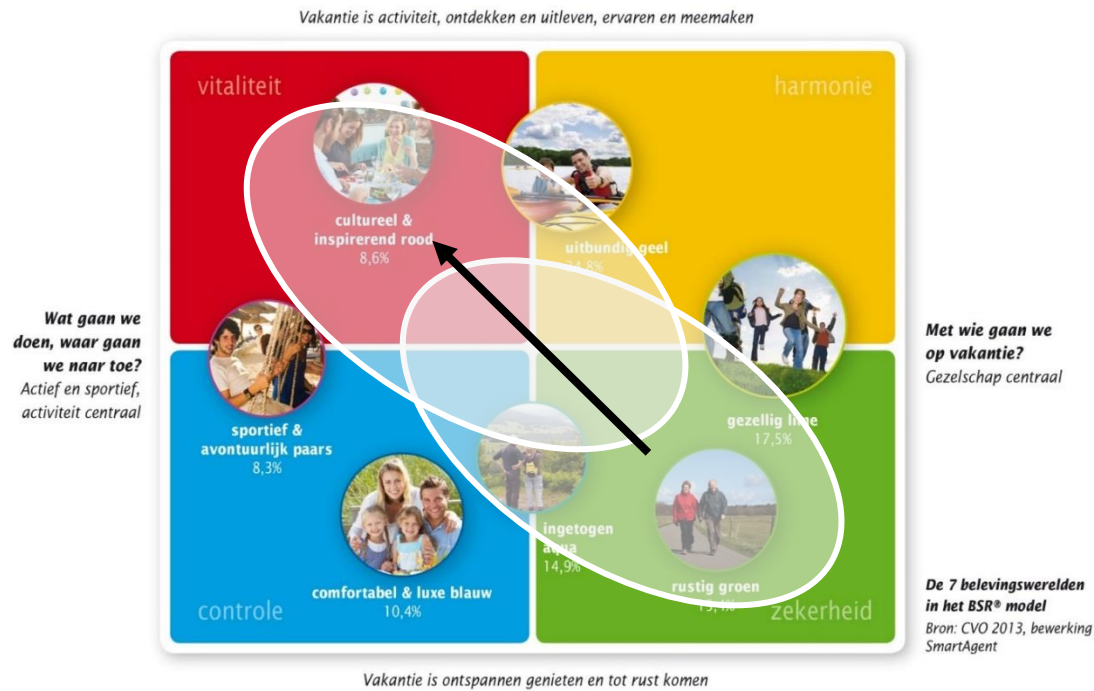 Vakantie is activiteit, ontdekken en uitleven, ervaren en meemaken
vitaliteit
harmonie
cultureel &
inspirerend rood
8,6%
uitbundig geel
24,8%
Wat gaan we
doen, waar gaan
we naar toe?
Actief en sportief,
activiteit centraal
Met wie gaan we
op vakantie?
Gezelschap centraal
sportief &
avontuurlijk paars
8,3%
gezellig lime
17,5%
comfortabel & luxe blauw
10,4%
ingetogen
aqua
14,9%
rustig groen
15,4%
controle
zekerheid
De 7 belevingswerelden
in het BSR® model
Bron: CVO 2013, bewerking
SmartAgent
Vakantie is ontspannen genieten en tot rust komen